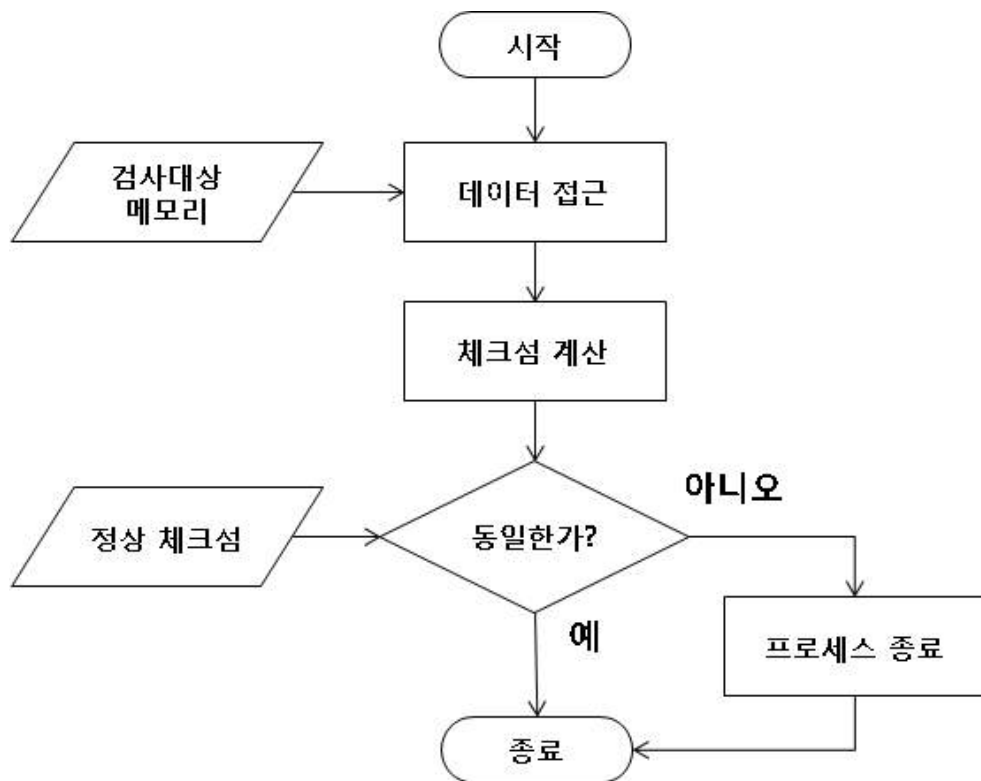 시작
검사대상
메모리
데이터 접근
체크섬 계산
정상 체크섬
동일한가?
아니오
예
프로세스 종료
종료